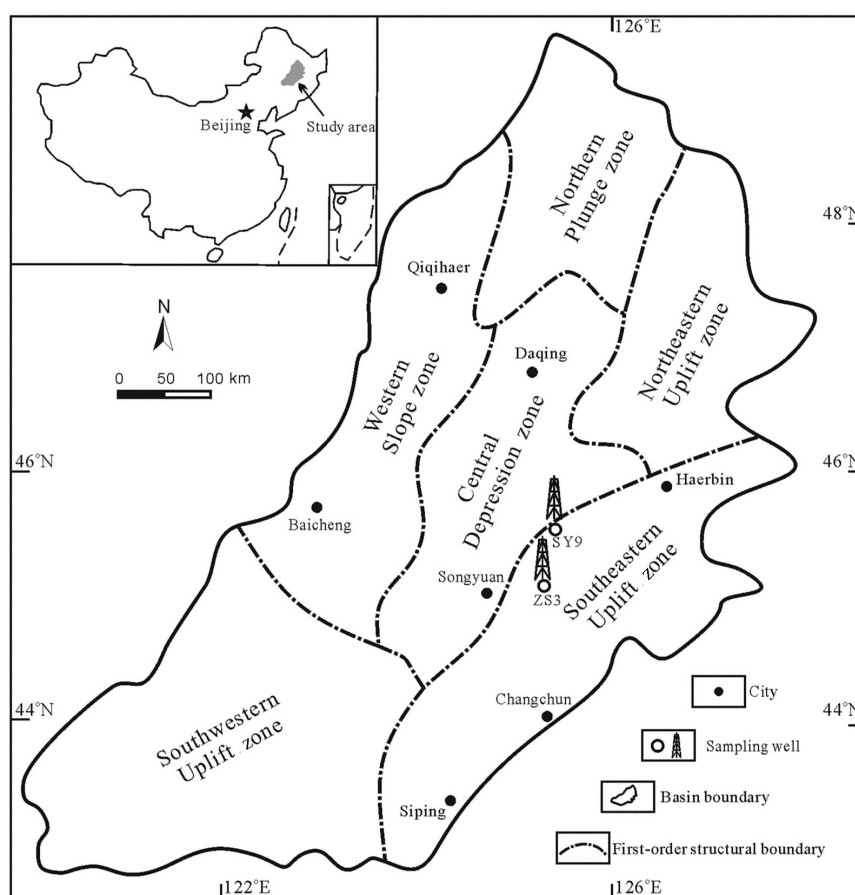 126°E
Beijing
Study area
48°N
Northern
Plunge zone
Qiqihaer
N
Daqing
Northeastern
Uplift zone
0 50 100 km
Western
Slope zone
46°N
46°N
Central
Depression zone
Haerbin
Baicheng
SY9
Songyuan
ZS3
Southeastern
Uplift zone
44°N
44°N
Southwestern
Uplift zone
Changchun
City
Sampling well
Siping
Basin boundary
First-order structural boundary
122°E
126°E